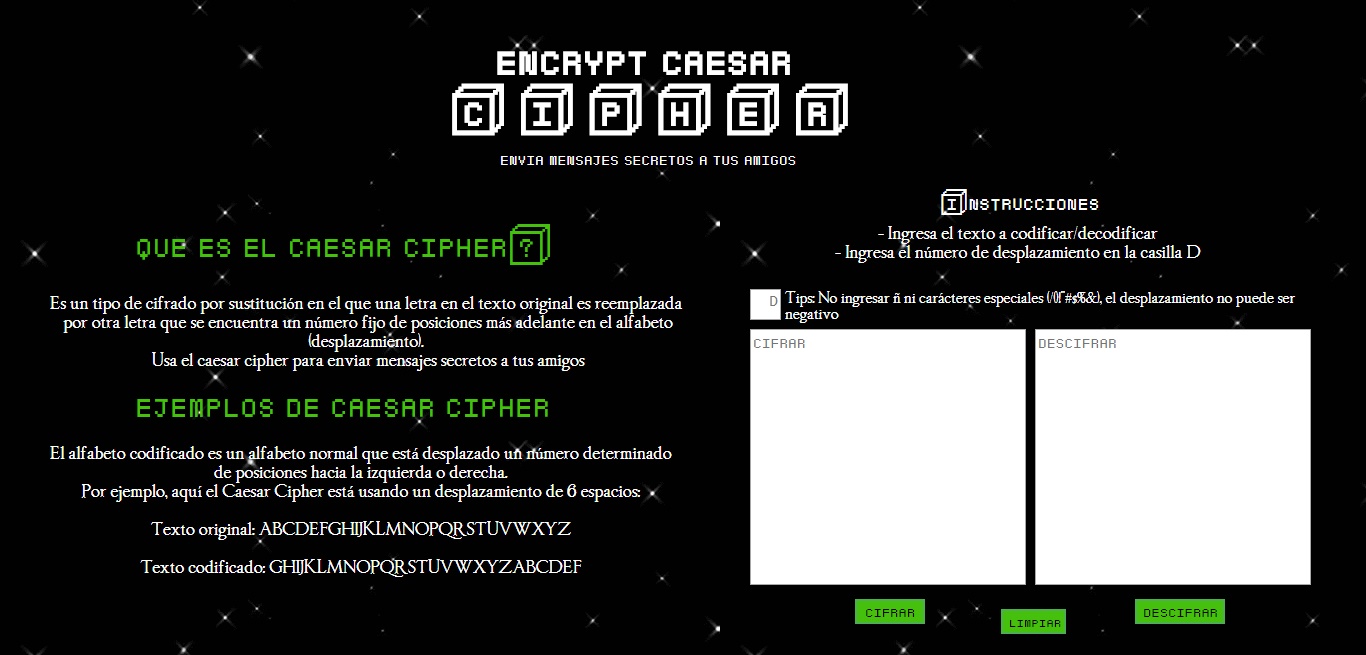 ENCRYPT CAESAR
CIPHER
ENVIA MENSAJES SECRETOS A TUS AMIGOS
QUE ES EL CAESAR CIPHER?
Es un tipo de cifrado por sustitución en el que una letra en el texto original es reemplazada
por otra letra que se encuentra un número fijo de posiciones más adelante en el alfabeto
(desplazamiento).
Usa el caesar cipher para enviar mensajes secretos a tus amigos
EJEMPLOS DE CAESAR CIPHER
El alfabeto codificado es un alfabeto normal que está desplazado un número determinado
de posiciones hacia la izquierda o derecha.
Por ejemplo, aquí el Caesar Cipher está usando un desplazamiento de 6 espacios:
Texto original: ABCDEFGHIJKLMNOPQRSTUVWXYZ
Texto codificado: GHIJKLMNOPQRSTUVWXYZABCDEF
INSTRUCCIONES
- Ingresa el texto a codificar/decodificar
- Ingresa el número de desplazamiento en la casilla D
D
Tips: No ingresar ñ ni carácteres especiales (/0!"#$%&), el desplazamiento no puede ser
negativo
CIFRAR
DESCIFRAR
CIFRAR
LIMPIAR
DESCIFRAR